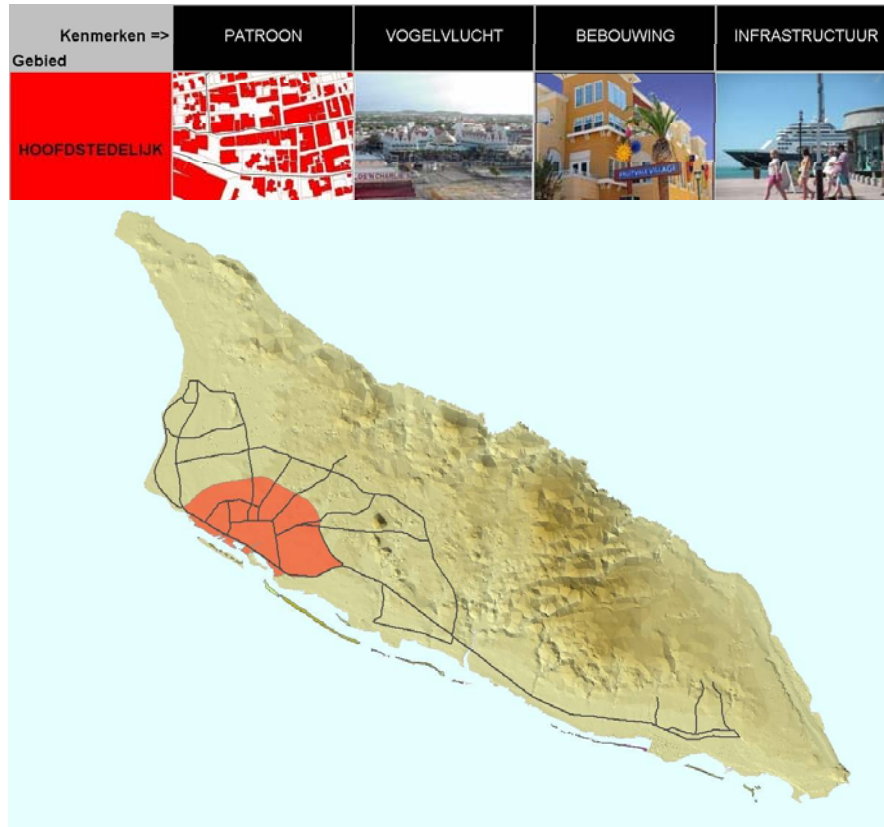 Kenmerken =>
Gebied
PATROON
VOGELVLUCHT
BEBOUWING
INFRASTRUCTUUR
HOOFDSTEDELIJK